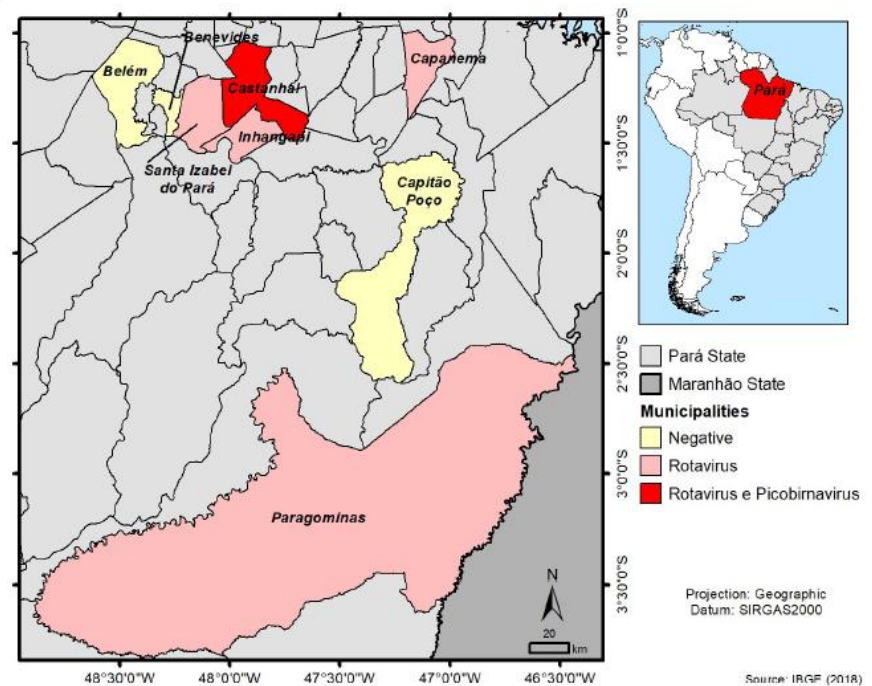 Benevides
Belém
Castanhal
Capanema
Inhangapi
Santa Izabel
do Pará
Capitão
Poço
Paragominas
N
20
km
48°30'0"W
48°0'0"W
47°30'0"W
47°0'0"W
46°30'0"W
1°0'0"S
1°30'0"S
2°0'0"S
2°30'0"S
3°0'0"S
3°30'0"S
Pará
Pará State
Maranhão State
Municipalities
Negative
Rotavirus
Rotavirus e Picobirnavirus
Projection: Geographic
Datum: SIRGAS2000
Source: IBGE (2018)